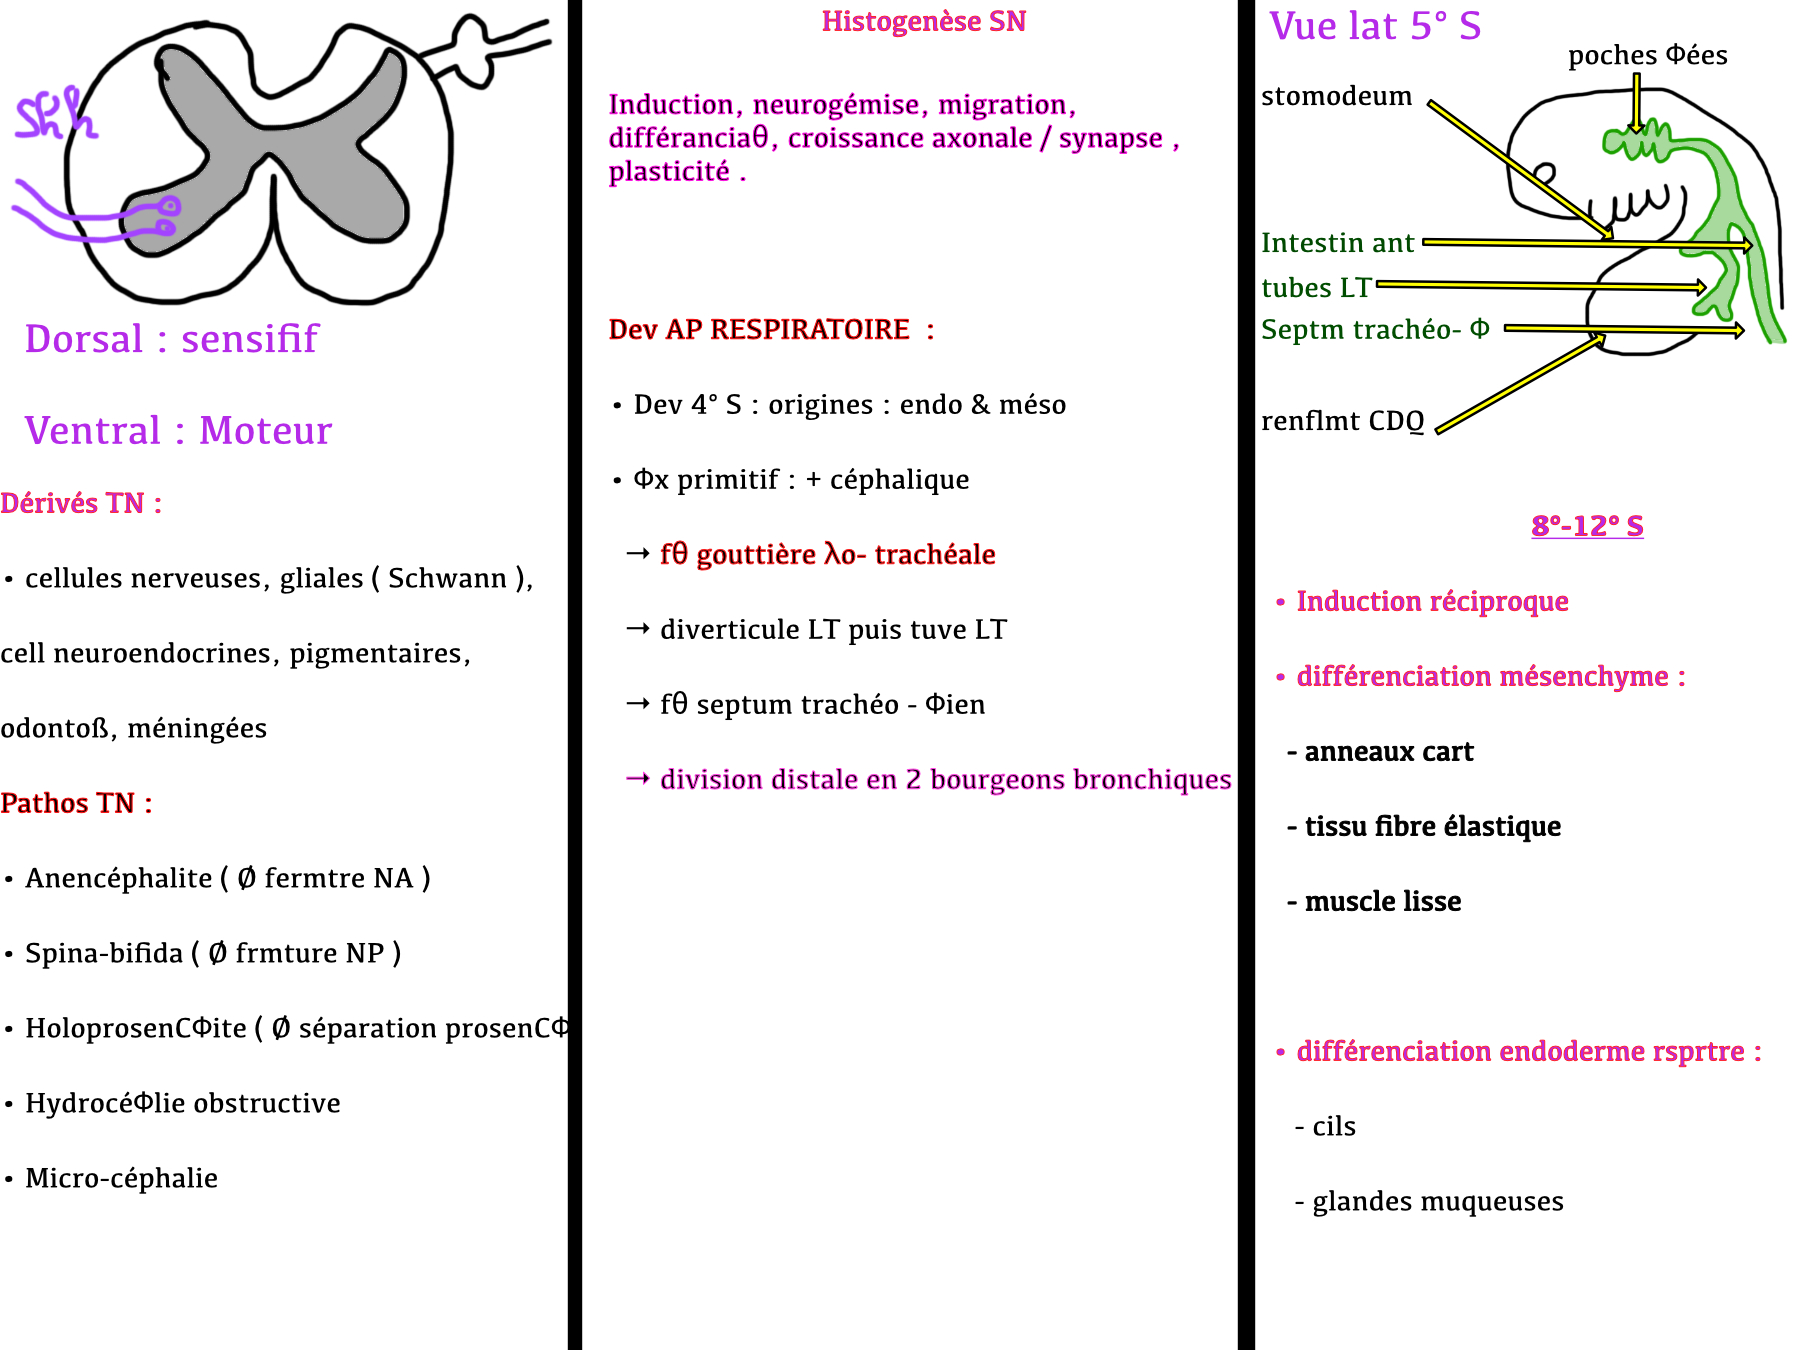 Shh
Dorsal : sensifif
Ventral : Moteur
Dérivés TN :
• cellules nerveuses, gliales ( Schwann ),
cell neuroendocrines, pigmentaires,
odontoß, méningées
Pathos TN :
• Anencéphalite ( Ø fermtre NA )
• Spina-bifida ( Ø frmture NP )
• HoloprosenCΦite ( Ø séparation prosenCΦ
• HydrocéΦlie obstructive
• Micro-céphalie
Histogenèse SN
Induction, neurogémise, migration,
différanciaθ, croissance axonale / synapse ,
plasticité .
Dev AP RESPIRATOIRE :
• Dev 4° S : origines : endo & méso
• Φx primitif : + céphalique
→ fθ gouttière λo- trachéale
→ diverticule LT puis tuve LT
→ fθ septum trachéo - Φien
→ division distale en 2 bourgeons bronchiques
Vue lat 5° S
poches Φées
stomodeum
Intestin ant
tubes LT
Septm trachéo- Φ
renflmt CDQ
8°-12° S
• Induction réciproque
• différenciation mésenchyme :
- anneaux cart
- tissu fibre élastique
- muscle lisse
• différenciation endoderme rsprtre :
- cils
- glandes muqueuses